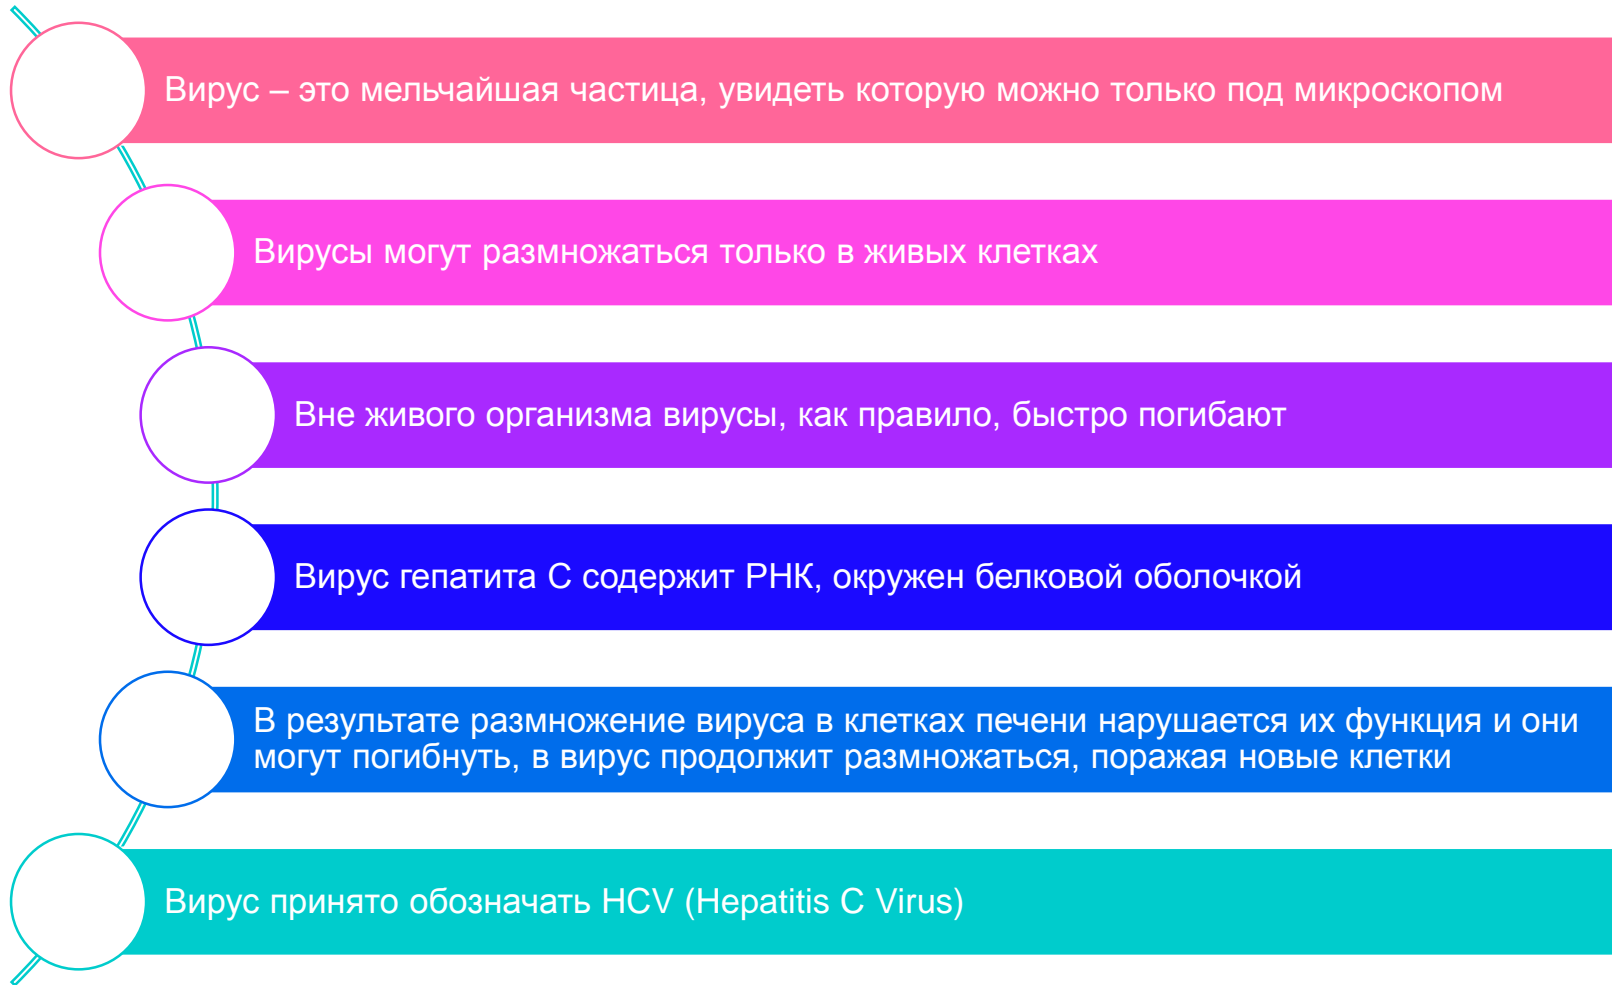 Вирус – это мельчайшая частица, увидеть которую можно только под микроскопом
Вирусы могут размножаться только в живых клетках
Вне живого организма вирусы, как правило, быстро погибают
Вирус гепатита С содержит РНК, окружен белковой оболочкой
В результате размножение вируса в клетках печени нарушается их функция и они
могут погибнуть, в вирус продолжит размножаться, поражая новые клетки
Вирус принято обозначать HCV (Hepatitis C Virus)